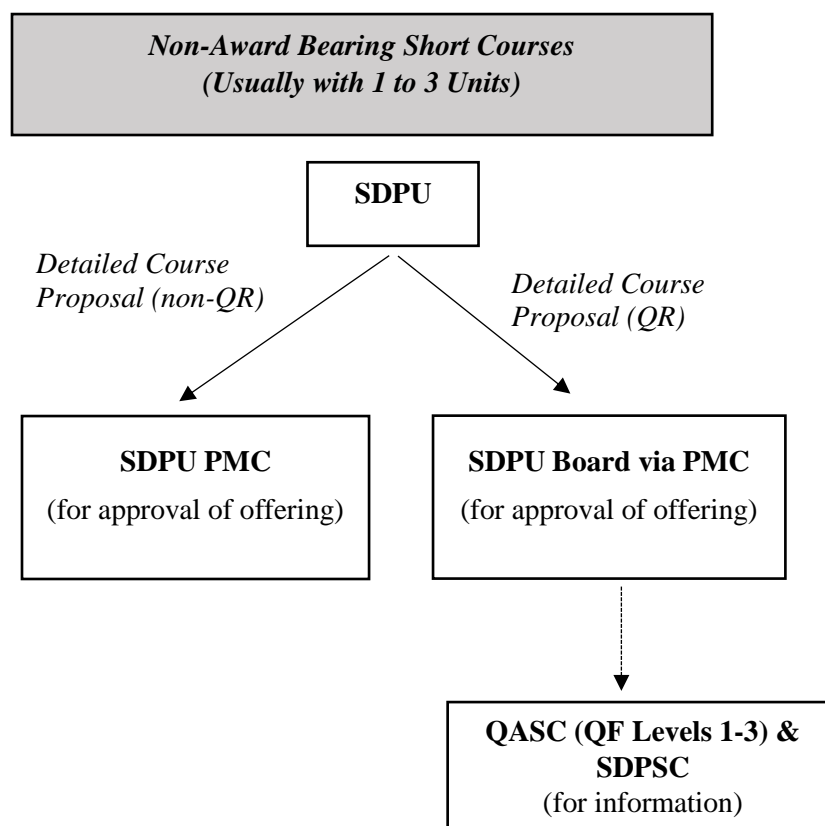 Non-Award Bearing Short Courses
(Usually with 1 to 3 Units)
SDPU
Detailed Course
Proposal (non-QR)
Detailed Course
Proposal (QR)
SDPU PMC
(for approval of offering)
SDPU Board via PMC
(for approval of offering)
QASC (QF Levels 1-3) &
SDPSC
(for information)